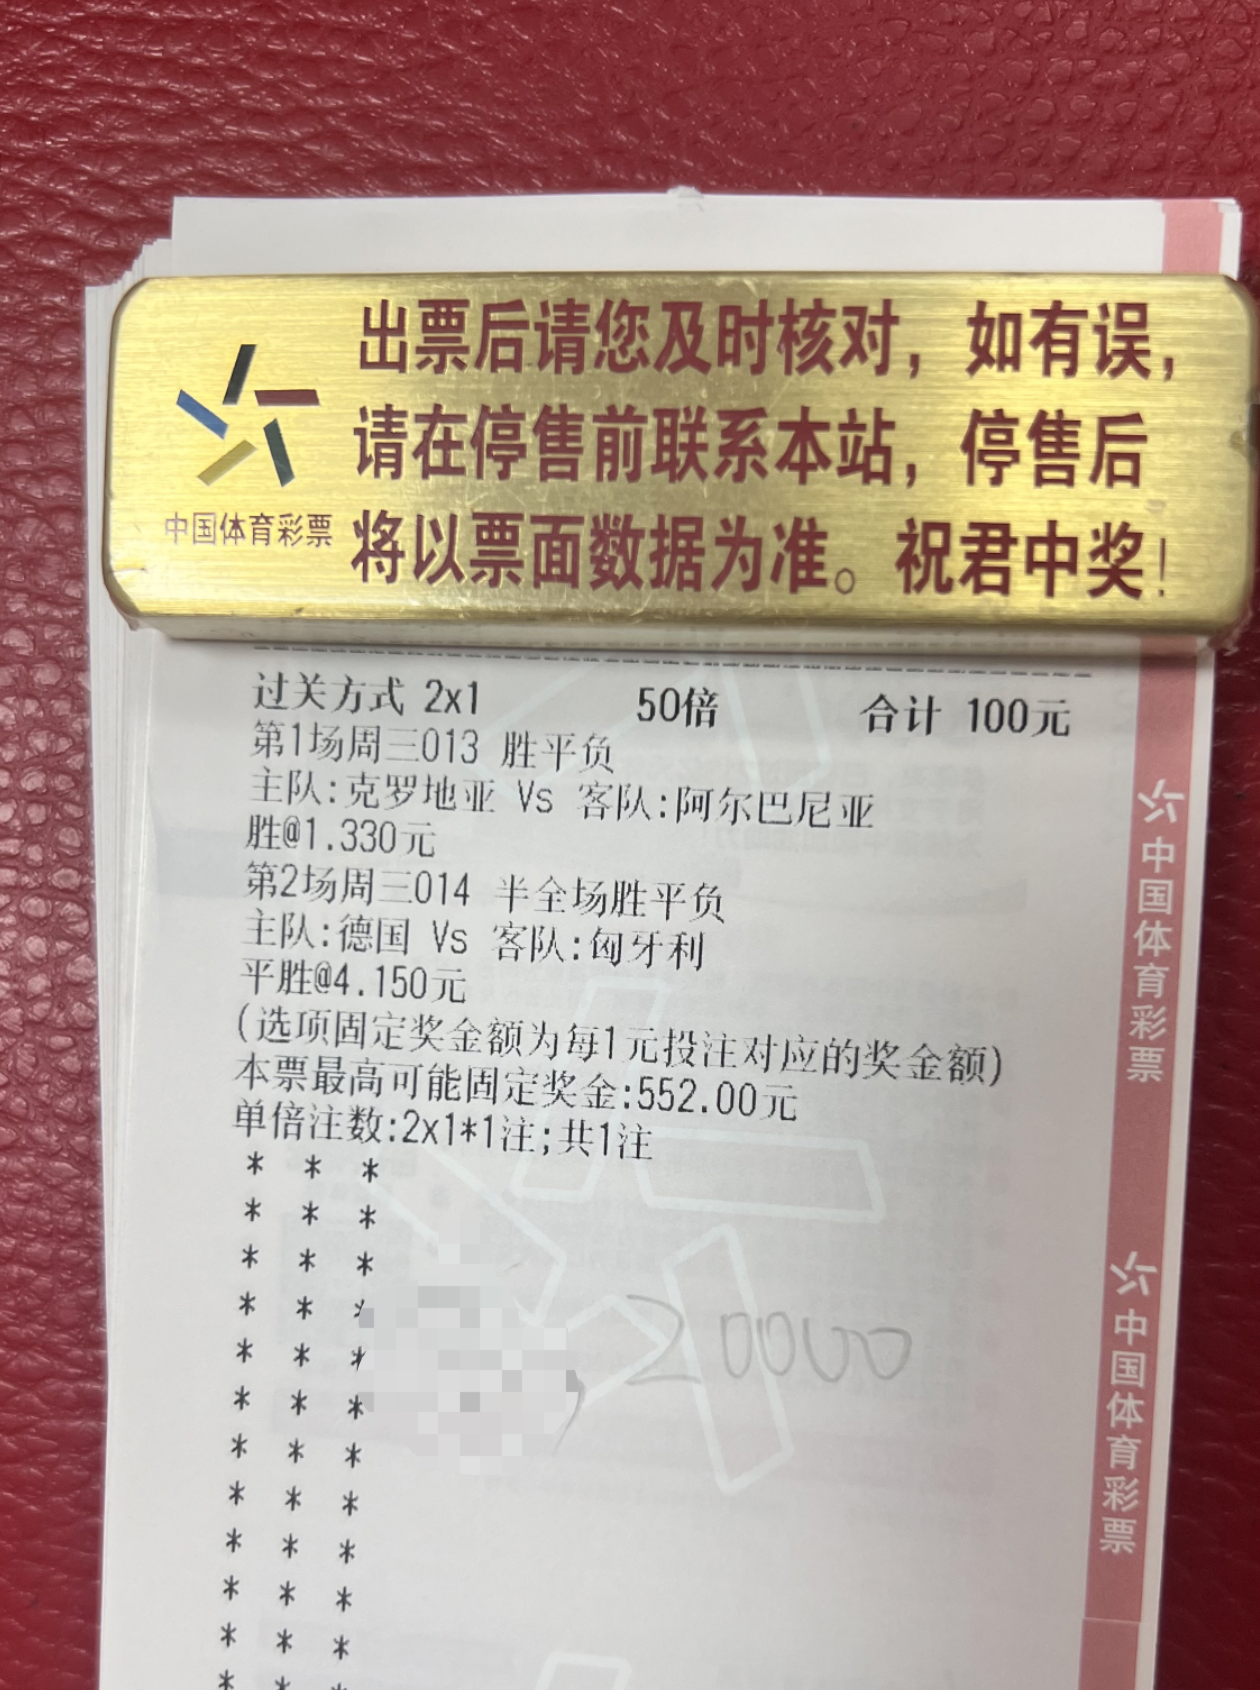 出票后请您及时核对，如有误，
请在停售前联系本站，停售后
将以票面数据为准。祝君中奖！
中国体育彩票
过关方式 2x1 50倍 合计 100元
第1场周三013 胜平负
主队:克罗地亚 Vs 客队:阿尔巴尼亚
胜@1.330元
第2场周三014 半全场胜平负
主队:德国 Vs 客队:匈牙利
平胜@4.150元
(选项固定奖金额为每1元投注对应的奖金额)
本票最高可能固定奖金:552.00元
单倍注数:2x1*1注;共1注
* * *
* * *
* * *
* * *
* * *
* * *
* * *
* * *
* * *
* * *
* * *
* * *
20000
中国体育彩票
中国体育彩票